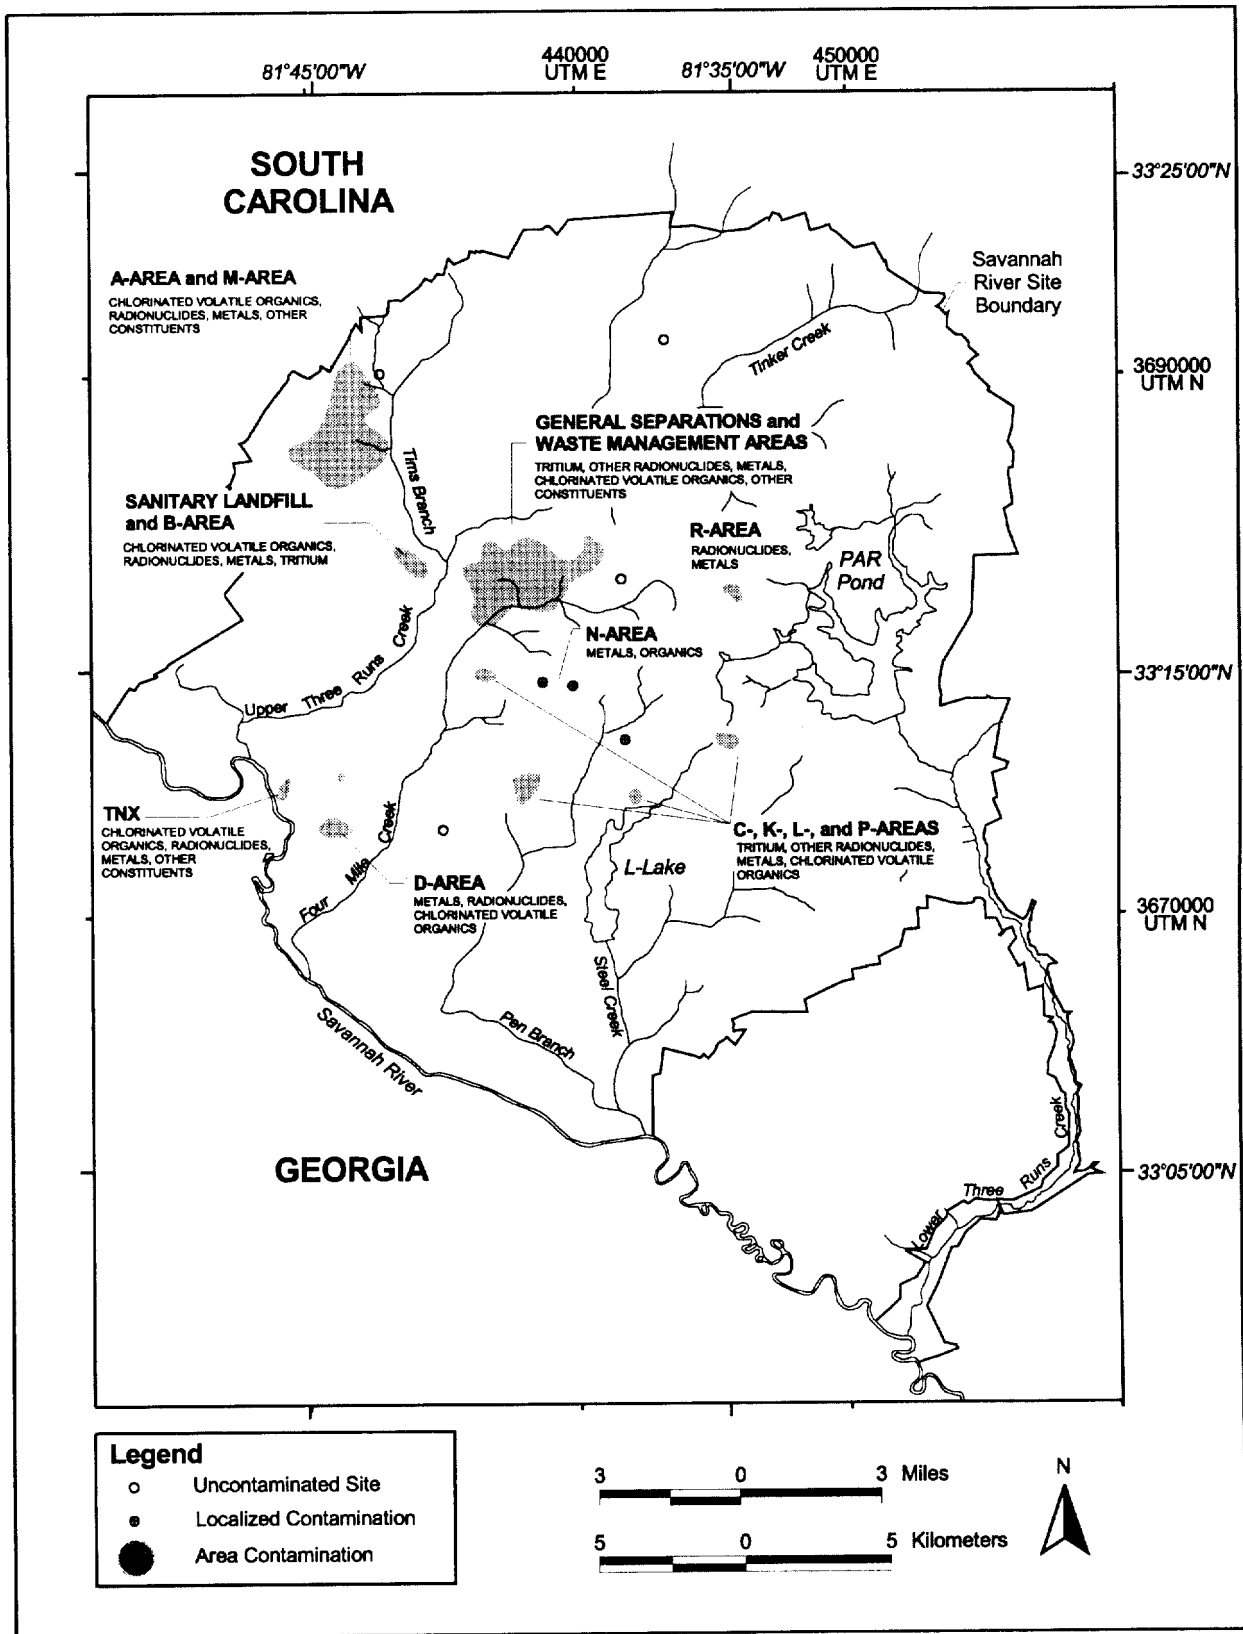 440000
UTM E
450000
UTM E
81°45'00"W
81°35'00"W
SOUTH
CAROLINA
33°25'00"N
A-AREA and M-AREA
CHLORINATED VOLATILE ORGANICS,
RADIONUCLIDES, METALS, OTHER
CONSTITUENTS
Savannah
River Site
Boundary
Tinker Creek
3690000
UTM N
GENERAL SEPARATIONS and
WASTE MANAGEMENT AREAS
TRITIUM, OTHER RADIONUCLIDES, METALS,
CHLORINATED VOLATILE ORGANICS, OTHER
CONSTITUENTS
Tims Branch
SANITARY LANDFILL
and B-AREA
CHLORINATED VOLATILE ORGANICS,
RADIONUCLIDES, METALS, TRITIUM
R-AREA
RADIONUCLIDES,
METALS
PAR
Pond
N-AREA
METALS, ORGANICS
Upper Three Runs Creek
33°15'00"N
TNX
CHLORINATED VOLATILE
ORGANICS, RADIONUCLIDES,
METALS, OTHER
CONSTITUENTS
C-, K-, L-, and P-AREAS
TRITIUM, OTHER RADIONUCLIDES,
METALS, CHLORINATED VOLATILE
ORGANICS
L-Lake
D-AREA
METALS, RADIONUCLIDES,
CHLORINATED VOLATILE
ORGANICS
Four Mile Creek
3670000
UTM N
Steel Creek
Pen Branch
Savannah River
GEORGIA
33°05'00"N
Lower Three Runs Creek
Legend
Uncontaminated Site
Localized Contamination
Area Contamination
3 0 3 Miles
5 0 5 Kilometers
N